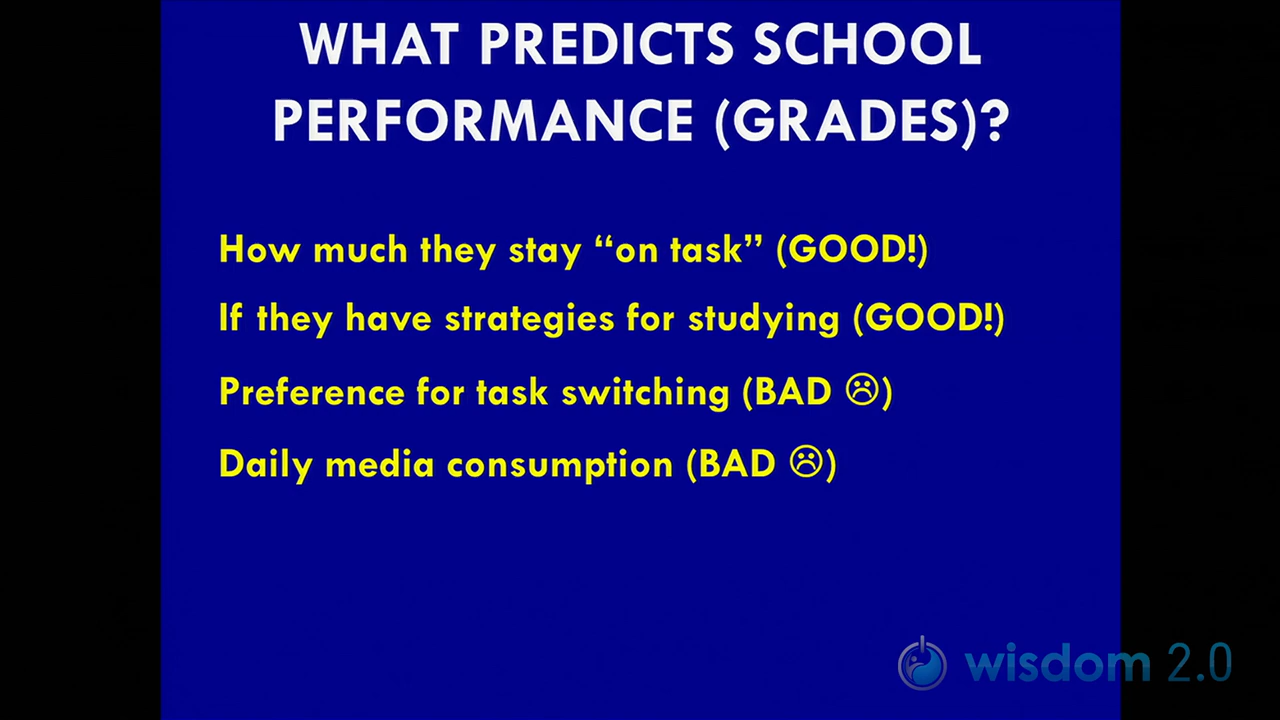 WHAT PREDICTS SCHOOL
PERFORMANCE (GRADES)?
How much they stay “on task” (GOOD!)
If they have strategies for studying (GOOD!)
Preference for task switching (BAD ☹)
Daily media consumption (BAD ☹)
wisdom 2.0